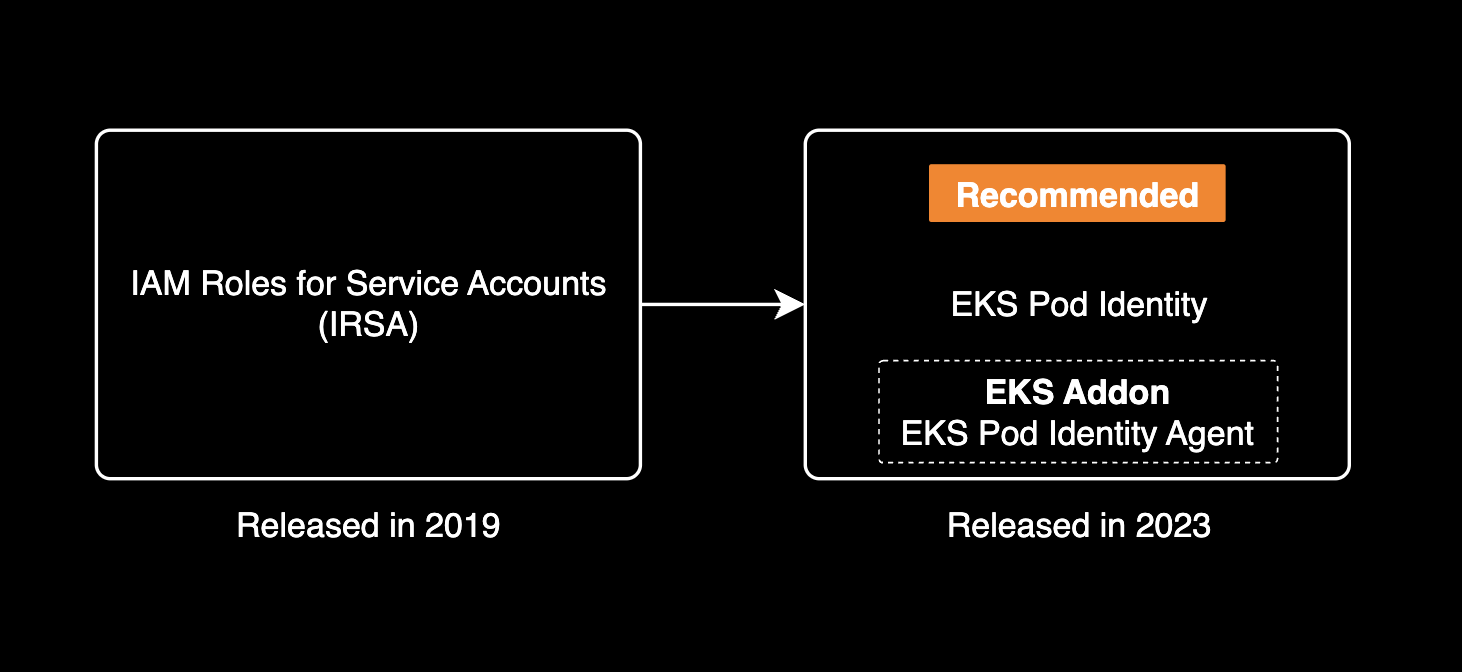 IAM Roles for Service Accounts
(IRSA)
Released in 2019
Recommended
EKS Pod Identity
EKS Addon
EKS Pod Identity Agent
Released in 2023